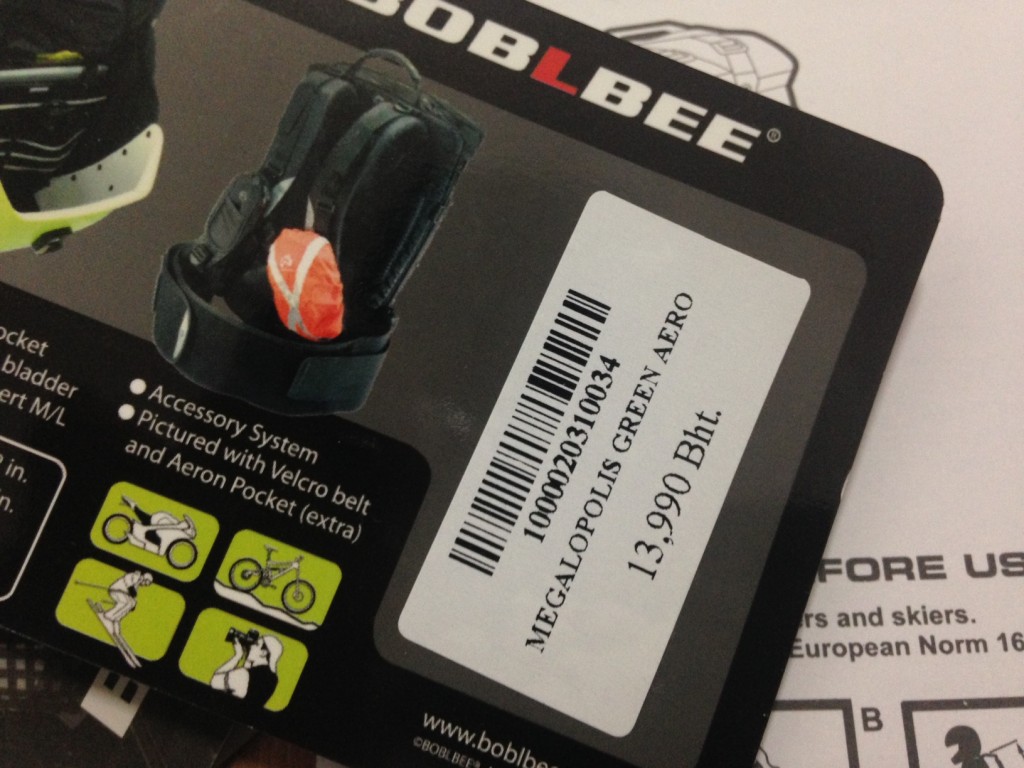 BOBLBEE®
ocket
bladder
ert M/L
in.
n.
Accessory System
Pictured with Velcro belt
and Aeron Pocket (extra)
1000020310034
MEGALOPOLIS GREEN AERO
13,990 Bht.
www.boblbe
©BOBLBEE®
FORE US
rs and skiers.
European Norm 16
B